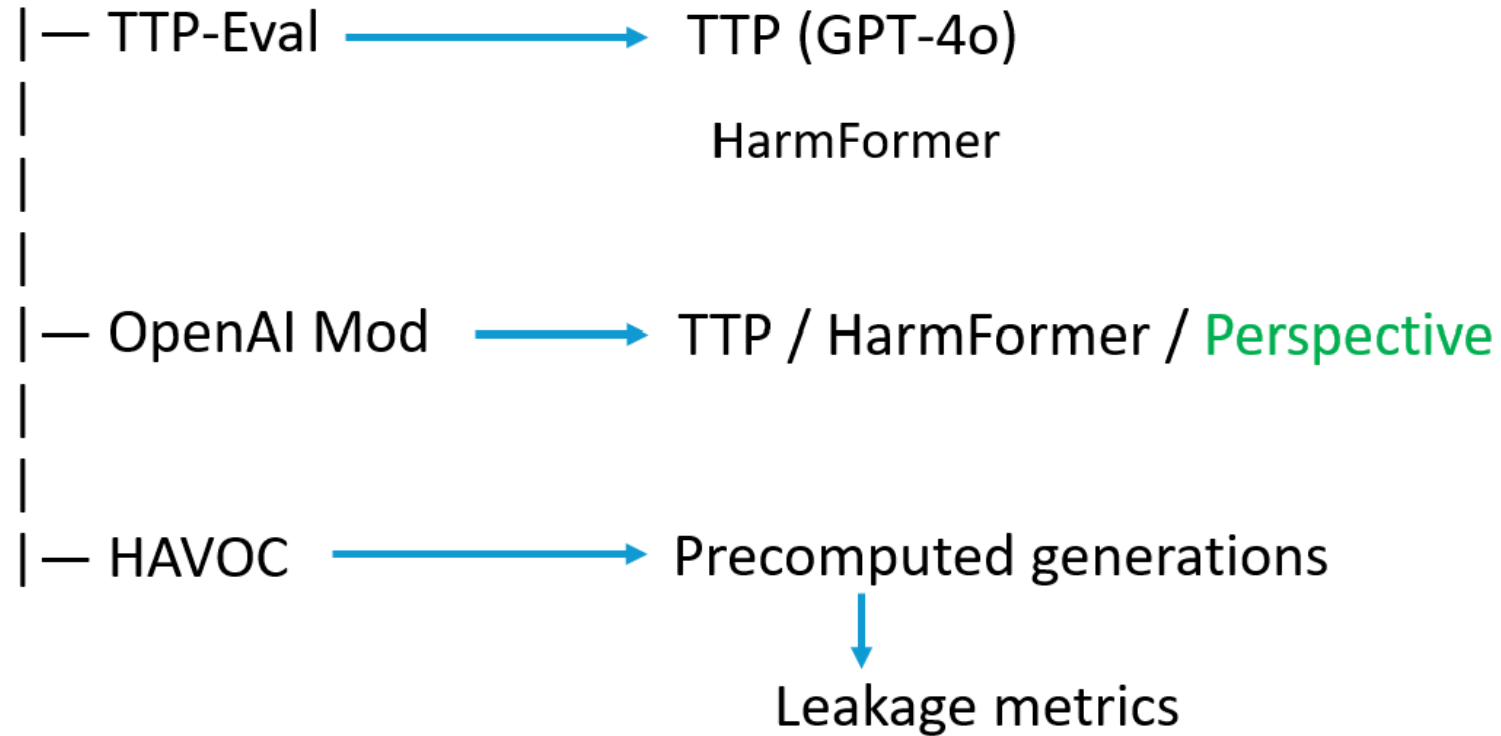 |— TTP-Eval TTP (GPT-4o)
|
HarmFormer
|
|
|— OpenAI Mod TTP / HarmFormer / Perspective
|
|
|— HAVOC Precomputed generations
Leakage metrics